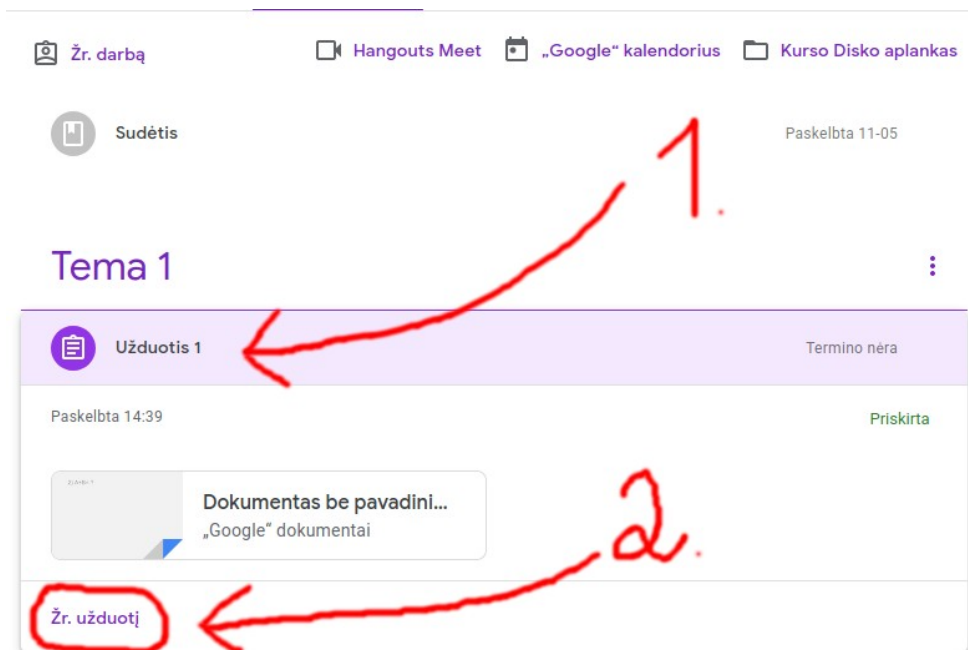 Žr. darbą Hangouts Meet „Google“ kalendorius Kurso Disko aplankas
Sudėtis Paskelbta 11-05
1.
Tema 1
Užduotis 1 Termino nėra
Paskelbta 14:39 Priskirta
Dokumentas be pavadini...
„Google“ dokumentai
2.
Žr. užduotį